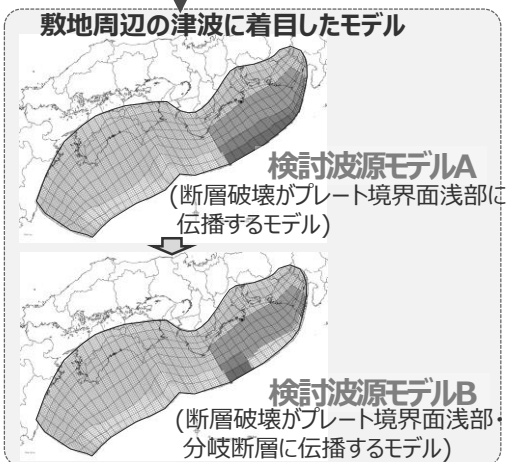 敷地周辺の津波に着目したモデル
検討波源モデルA
(断層破壊がプレート境界面浅部に
伝播するモデル)
検討波源モデルB
(断層破壊がプレート境界面浅部・
分岐断層に伝播するモデル)